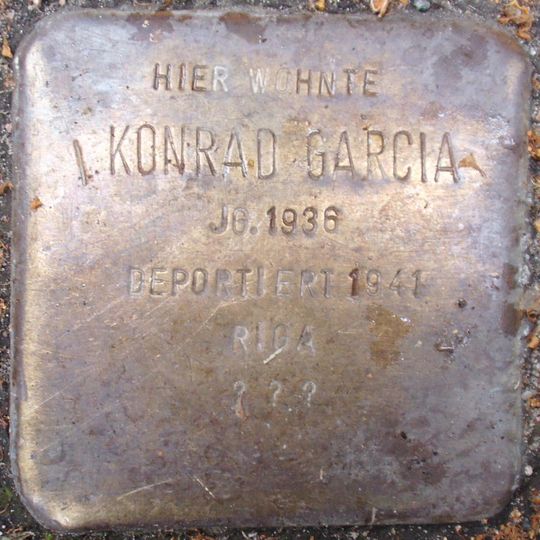 HIER WOHNTE
KONRAD GARCIA
JG. 1936
DEPORTIERT 1941
RIGA
? ? ?